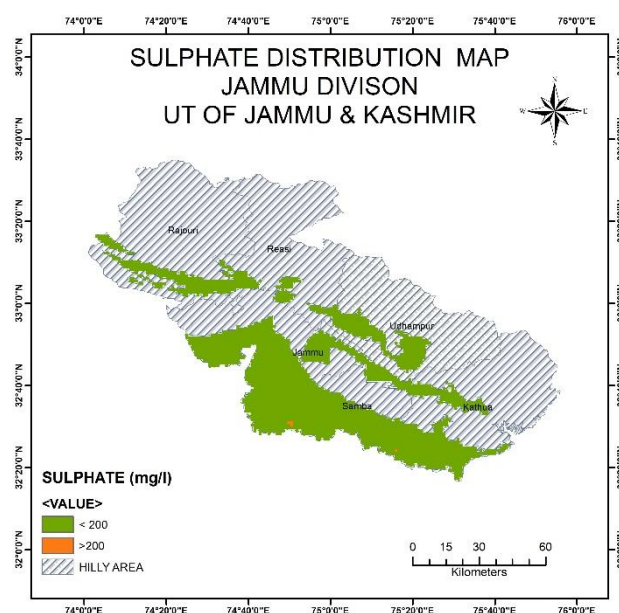 74°0'0"E 74°20'0"E 74°40'0"E 75°0'0"E 75°20'0"E 75°40'0"E 76°0'0"E
SULPHATE DISTRIBUTION MAP
JAMMU DIVISON
UT OF JAMMU & KASHMIR
N
W E
S
34°0'0"N
33°40'0"N
33°20'0"N
33°0'0"N
32°40'0"N
32°20'0"N
32°0'0"N
Rajouri
Reasi
Udhampur
Jammu
Samba
Kathua
SULPHATE (mg/l)
<VALUE>
< 200
>200
HILLY AREA
0 15 30 60
Kilometers
74°0'0"E 74°20'0"E 74°40'0"E 75°0'0"E 75°20'0"E 75°40'0"E 76°0'0"E